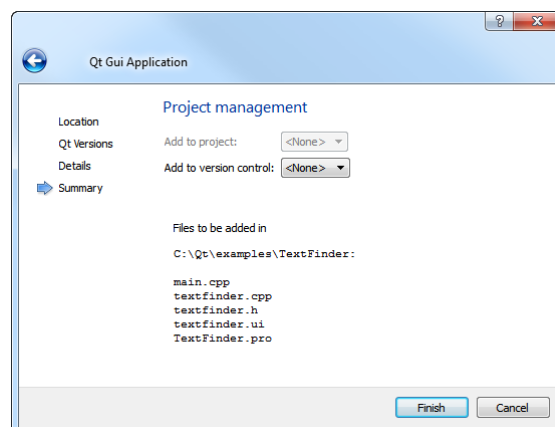 ? X
Qt Gui Application
Location
Qt Versions
Details
Summary
Project management
Add to project: <None>
Add to version control: <None>
Files to be added in
C:\Qt\examples\TextFinder:
main.cpp
textfinder.cpp
textfinder.h
textfinder.ui
TextFinder.pro
Finish Cancel